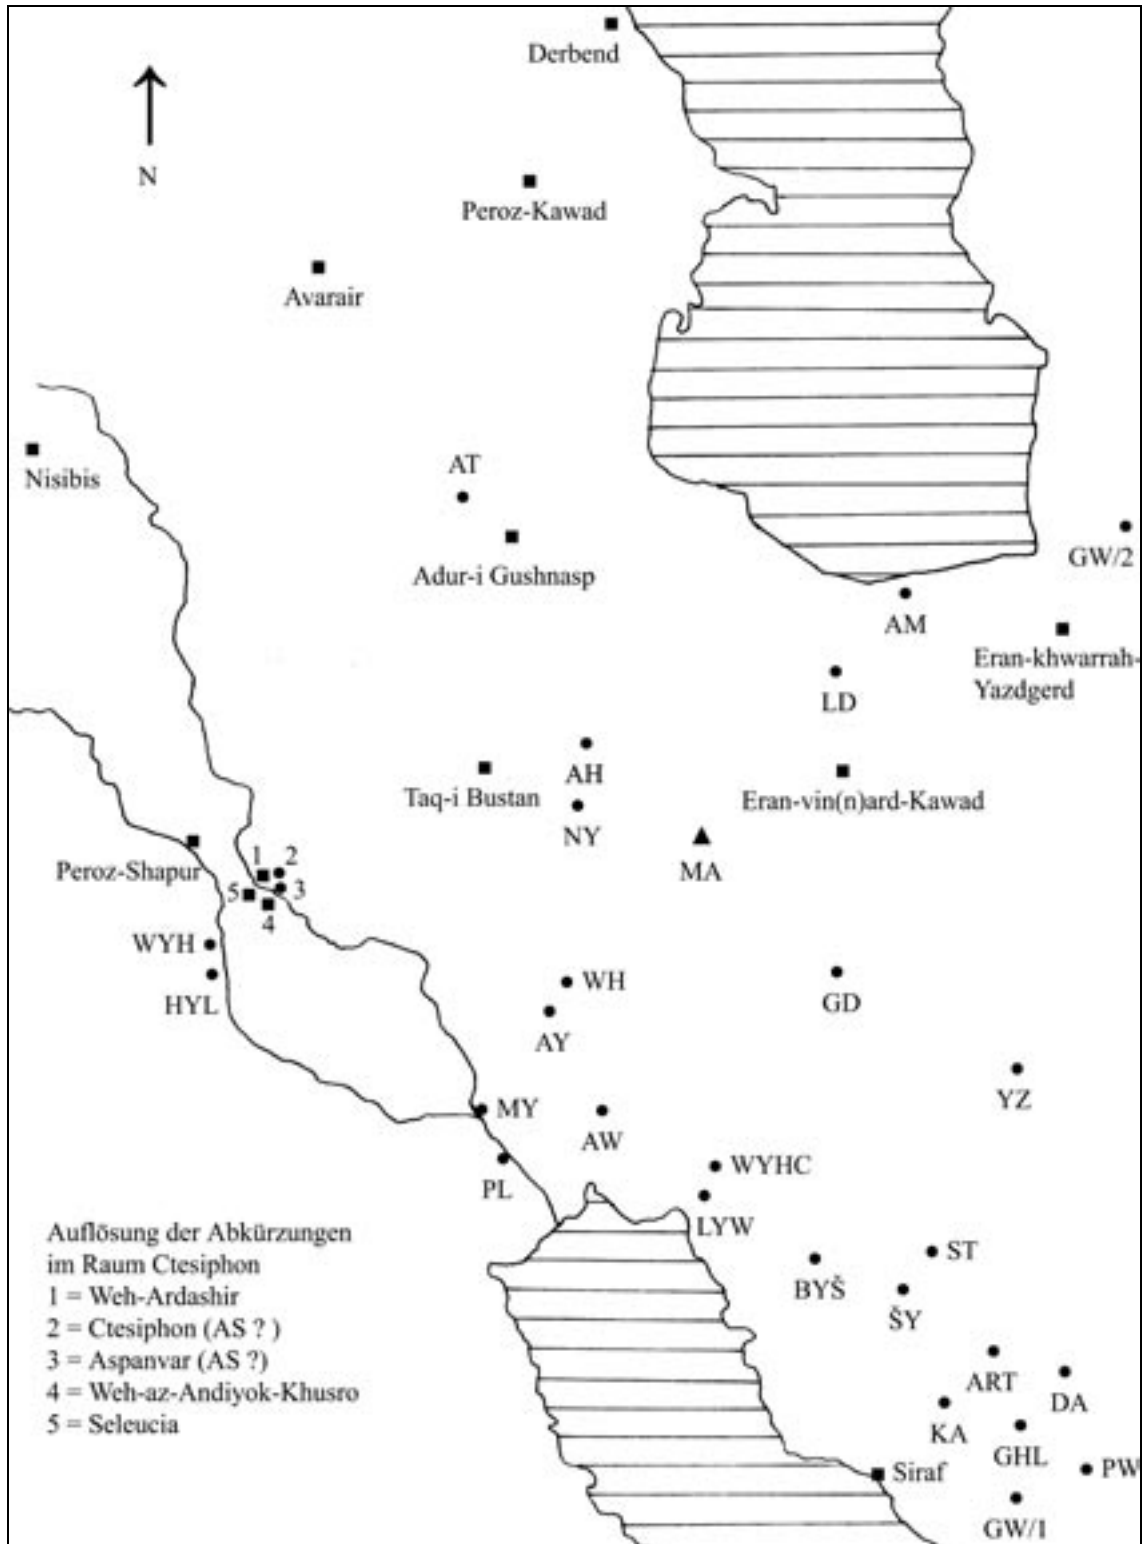 Derbend
N
Peroz-Kawad
Avarair
Nisibis
AT
Adur-i Gushnasp
GW/2
AM
Eran-khwarrah-
Yazdgerd
LD
AH
Taq-i Bustan
Eran-vin(n)ard-Kawad
NY
MA
Peroz-Shapur
1
2
3
5
4
WYH
HYL
WH
GD
AY
YZ
MY
AW
PL
WYHC
LYW
Auflösung der Abkürzungen
im Raum Ctesiphon
1 = Weh-Ardashir
2 = Ctesiphon (AS ? )
3 = Aspanvar (AS ?)
4 = Weh-az-Andiyok-Khusro
5 = Seleucia
ST
BYŠ
ŠY
ART
DA
KA
GHL
PW
Siraf
GW/1